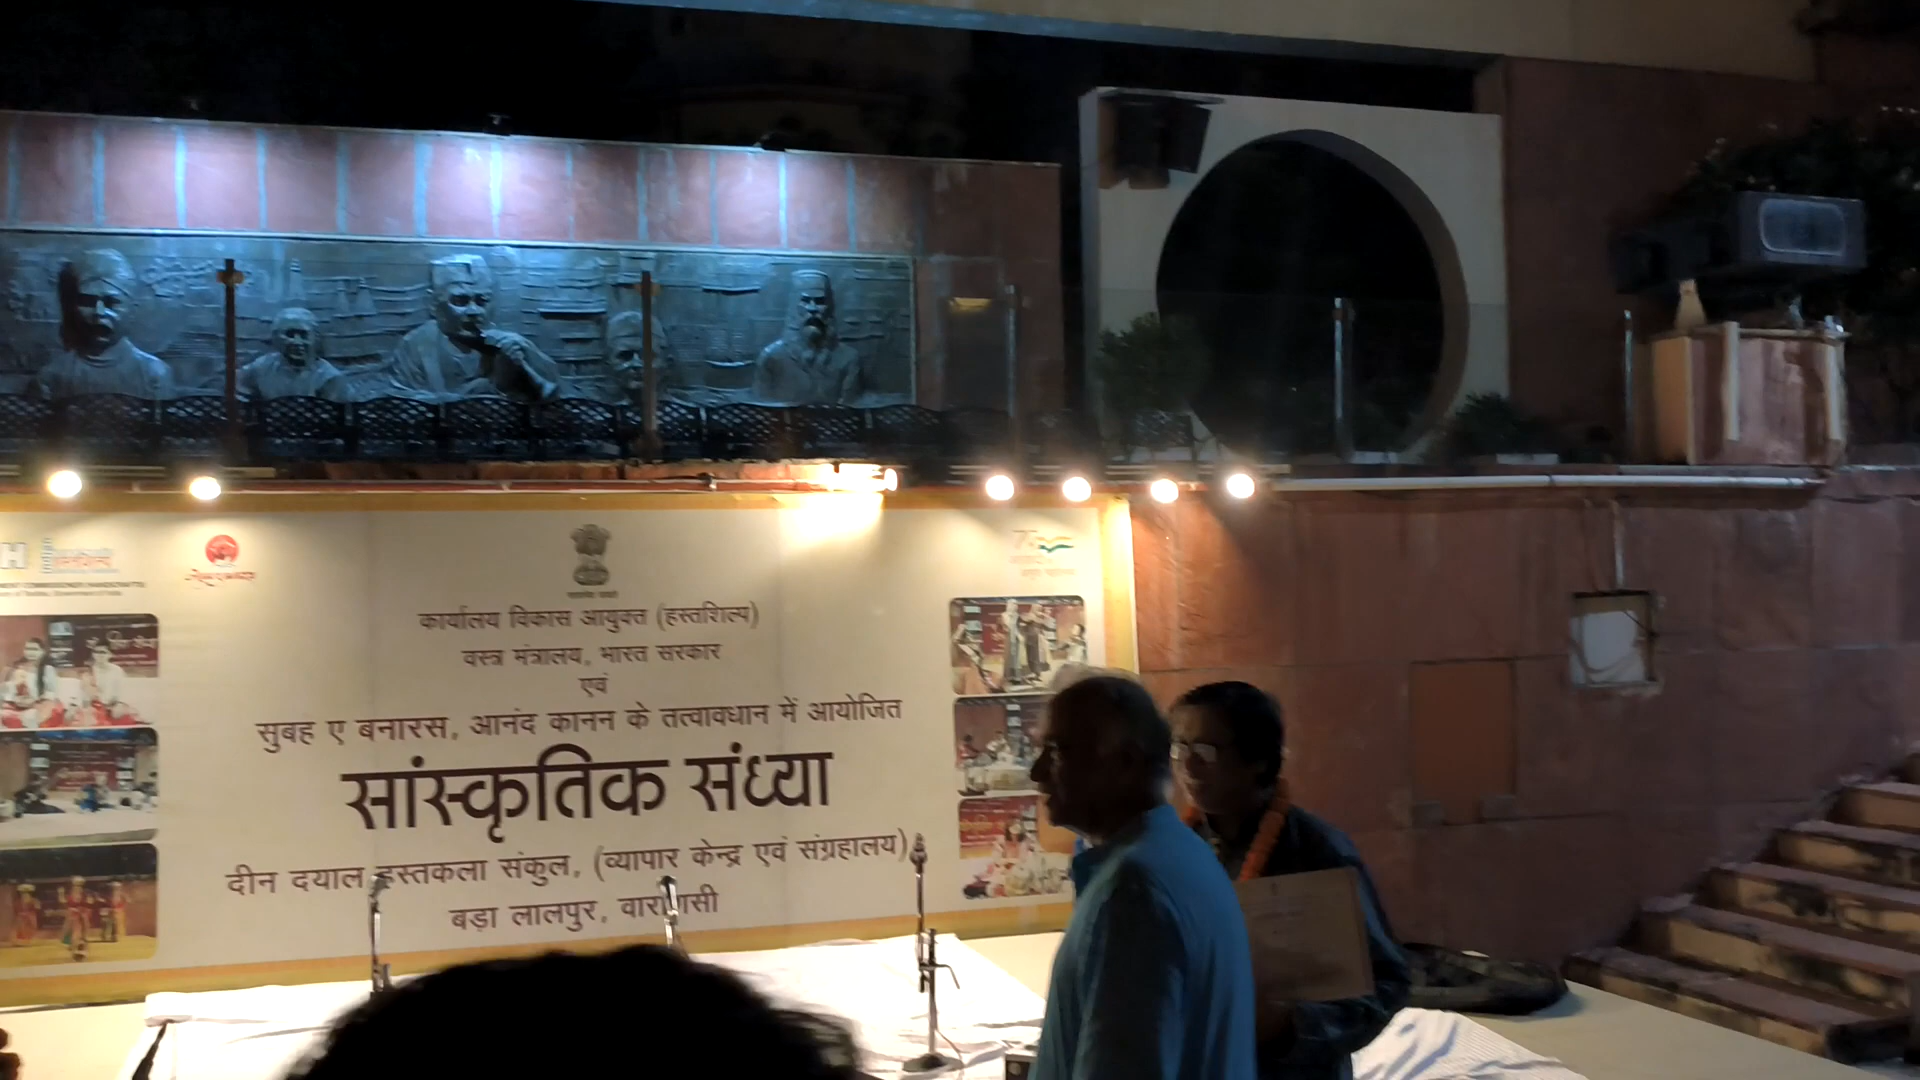 कार्यालय विकास आयुक्त (हस्तशिल्प)
वस्त्र मंत्रालय, भारत सरकार
एवं
सुबह ए बनारस, आनंद कानन के तत्वावधान में आयोजित
सांस्कृतिक संध्या
दीन दयाल हस्तकला संकुल, (व्यापार केन्द्र एवं संग्रहालय)
बड़ा लालपुर, वाराणसी